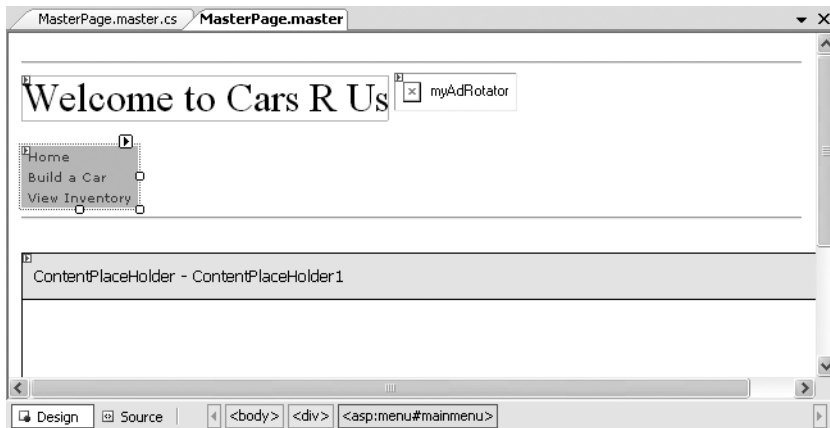 MasterPage.master.cs MasterPage.master
Welcome to Cars R Us
myAdRotator
Home
Build a Car
View Inventory
ContentPlaceHolder - ContentPlaceHolder1
Design Source <body> <div> <asp:menu#mainmenu>